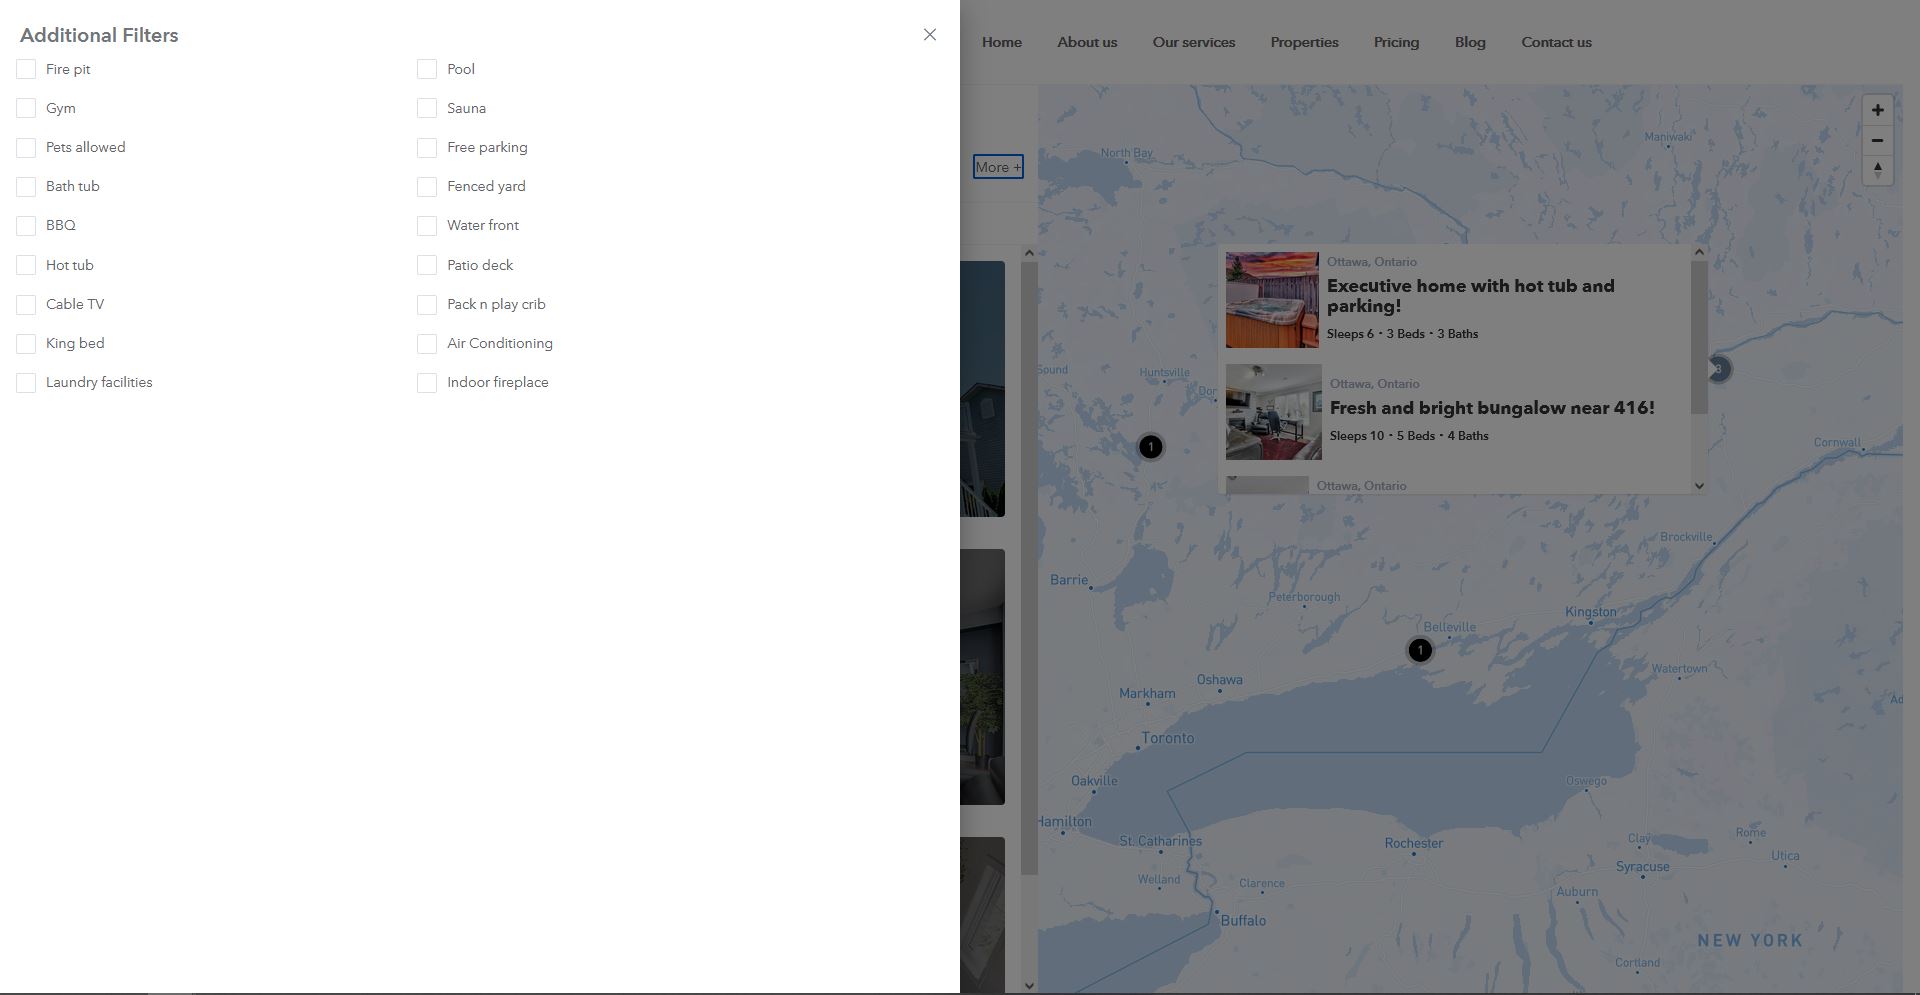 Additional Filters
Fire pit
Pool
Gym
Sauna
Pets allowed
Free parking
Bath tub
Fenced yard
BBQ
Water front
Hot tub
Patio deck
Cable TV
Pack n play crib
King bed
Air Conditioning
Laundry facilities
Indoor fireplace
Home
About us
Our services
Properties
Pricing
Blog
Contact us
More +
Ottawa, Ontario
Executive home with hot tub and
parking!
Sleeps 6 · 3 Beds · 3 Baths
Ottawa, Ontario
Fresh and bright bungalow near 416!
Sleeps 10 · 5 Beds · 4 Baths
Ottawa, Ontario
Maniwaki
North Bay
Sound
Huntsville
Dor
3
1
Cornwall
Brockville
Barrie
Peterborough
Kingston
Belleville
1
Watertown
Oshawa
Markham
Ad
Toronto
Oakville
Oswego
Hamilton
St. Catharines
Rochester
Clay
Rome
Syracuse
Utica
Welland
Clarence
Auburn
Buffalo
NEW YORK
Cortland